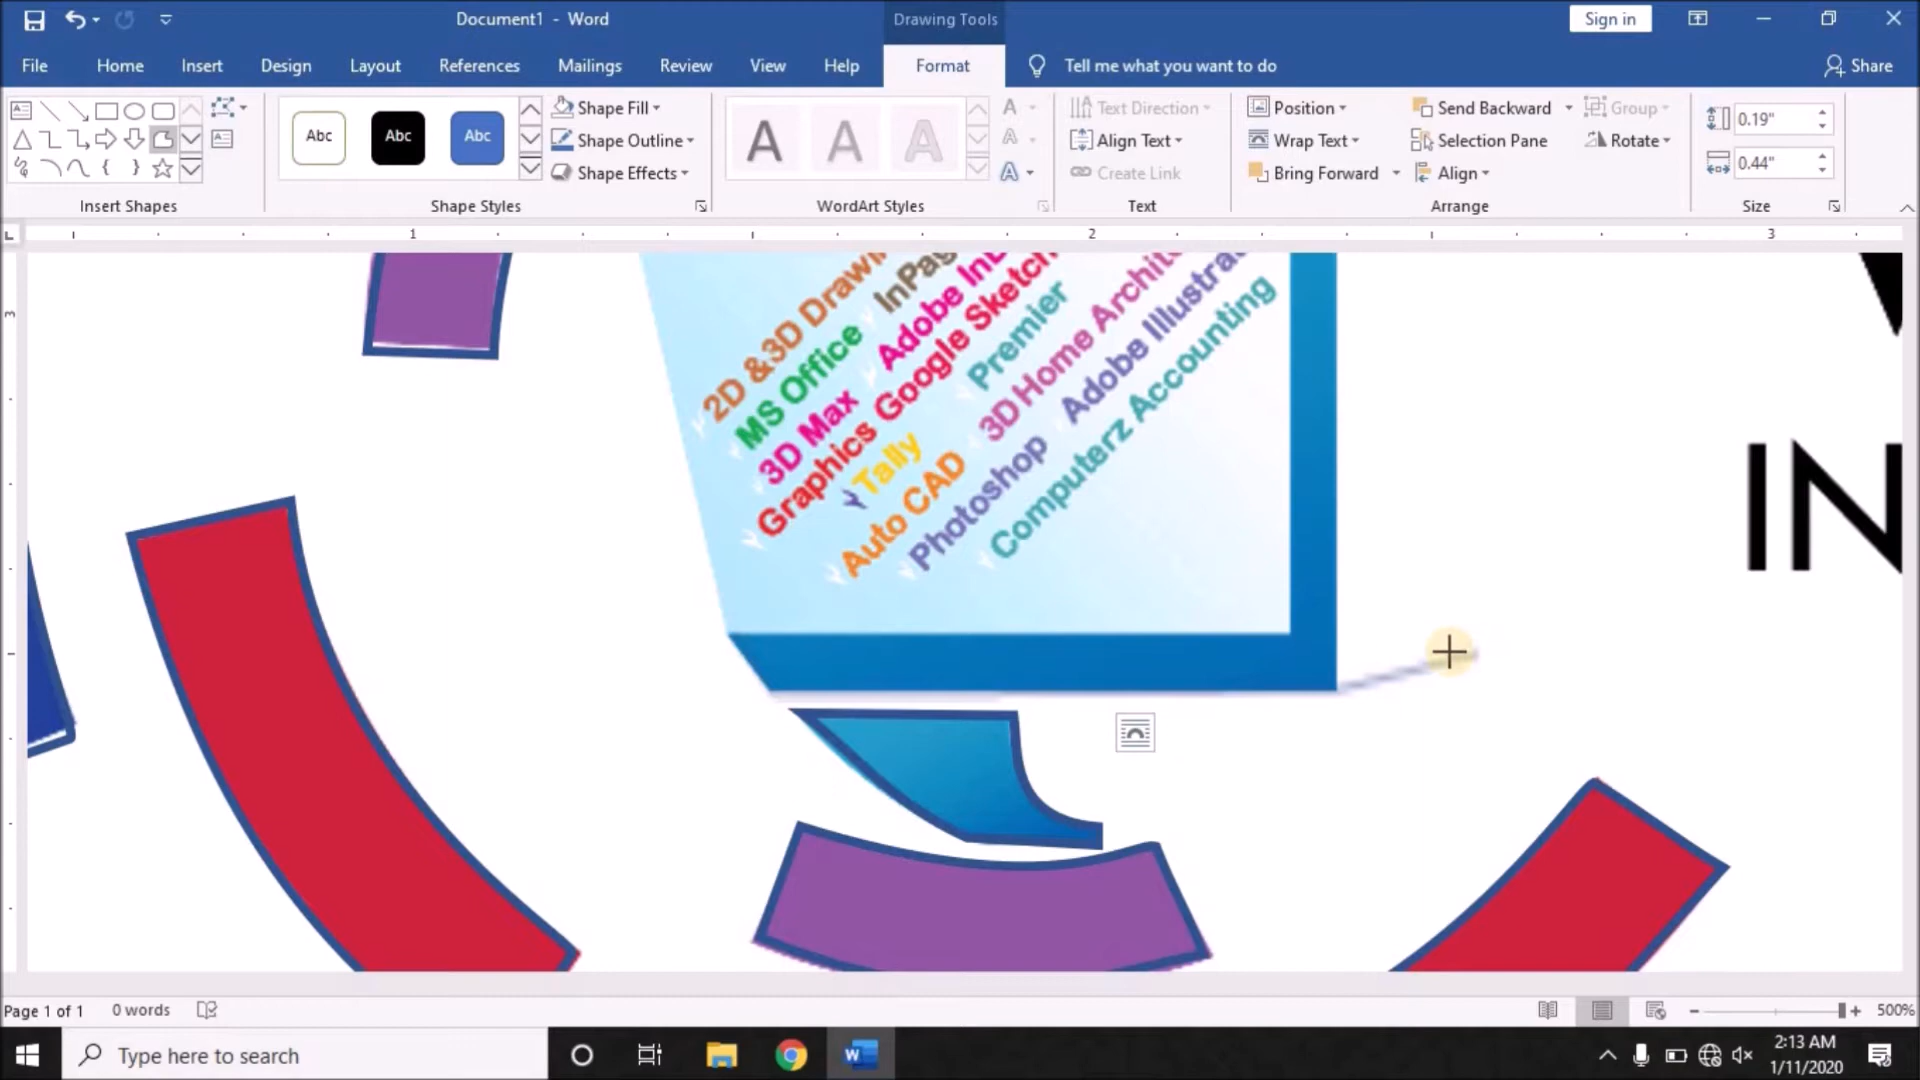 Document1 - Word
Drawing Tools
Sign in
File
Home
Insert
Design
Layout
References
Mailings
Review
View
Help
Format
Tell me what you want to do
Share
Abc
Abc
Abc
Shape Fill
Shape Outline
Shape Effects
A A A
A
A
A
Text Direction
Align Text
Create Link
Position
Wrap Text
Bring Forward
Send Backward
Selection Pane
Align
Group
Rotate
0.19"
0.44"
Insert Shapes
Shape Styles
WordArt Styles
Text
Arrange
Size
1
2
3
3
2D &3D
InPag
MS Office
Adobe
3D Max
Graphics Google Sketch
Premier
Tally
3D Home
Auto CAD
Adobe
Photoshop
Computerz Accounting
IN
Page 1 of 1
0 words
500%
Type here to search
2:13 AM
1/11/2020